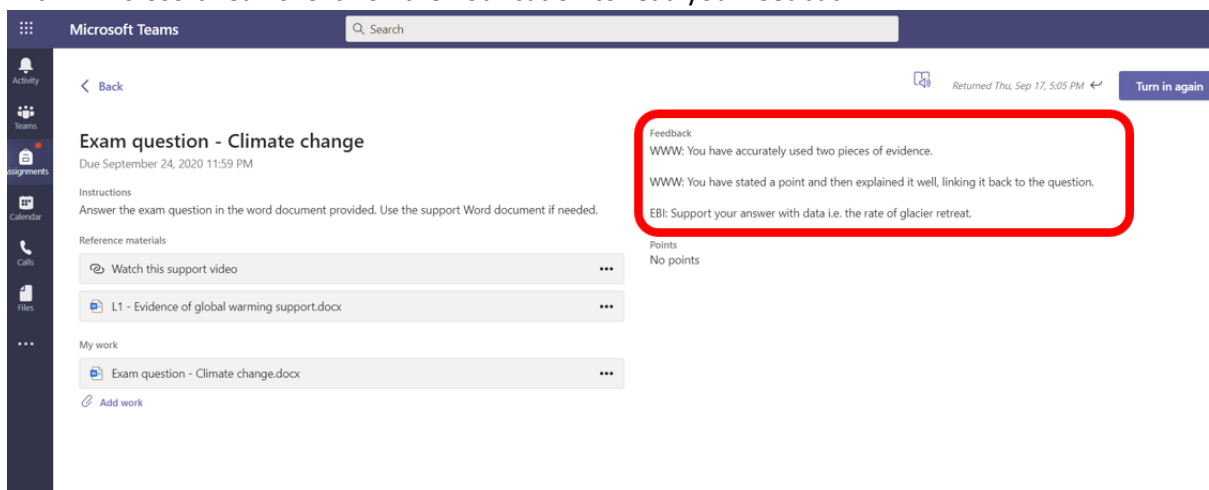 Microsoft Teams
Search
Activity
Teams
ssignments
Calendar
Calls
Files
Back
Returned Thu, Sep 17, 5:05 PM
Turn in again
Exam question - Climate change
Due September 24, 2020 11:59 PM
Instructions
Answer the exam question in the word document provided. Use the support Word document if needed.
Reference materials
Watch this support video
L1 - Evidence of global warming support.docx
My work
Exam question - Climate change.docx
Add work
Feedback
WWW: You have accurately used two pieces of evidence.
WWW: You have stated a point and then explained it well, linking it back to the question.
EBI: Support your answer with data i.e. the rate of glacier retreat.
Points
No points